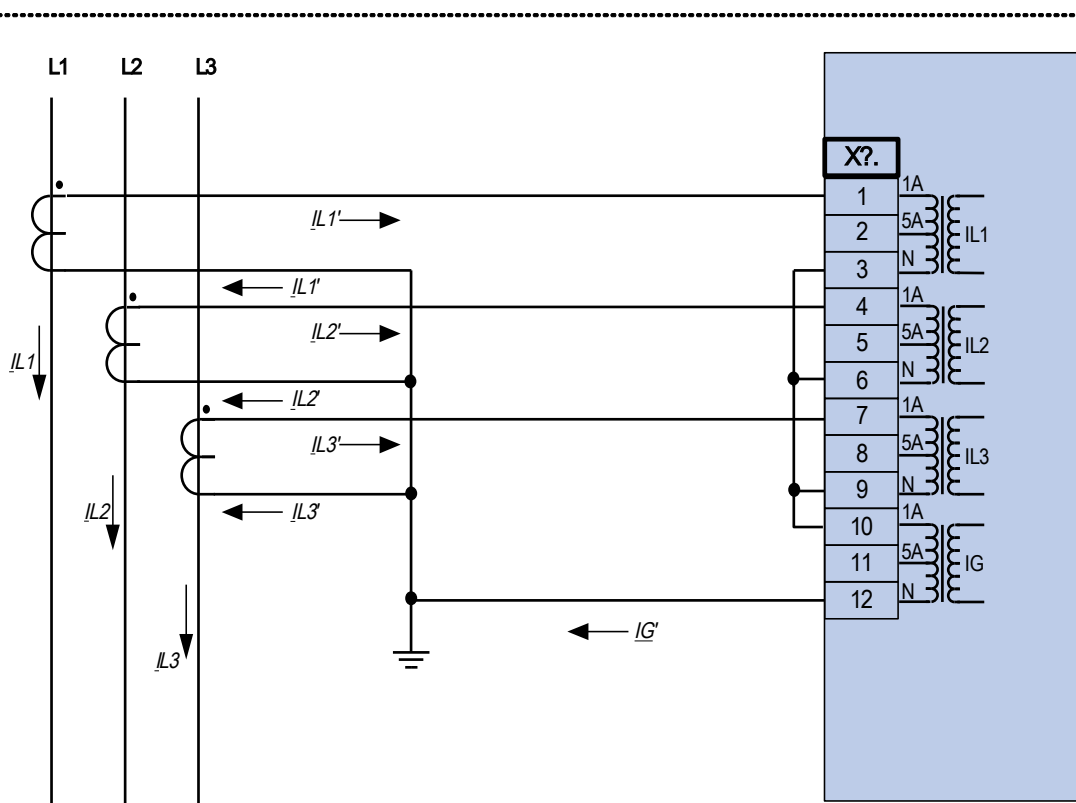 L1 L2 L3
X?.
1 1A
IL1'
2 5A IL1
3 N
IL1'
4 1A
IL2'
5 5A IL2
IL1
6 N
IL2'
7 1A
IL3'
8 5A IL3
9 N
IL2 IL3'
10 1A
11 5A IG
12 N
IG'
IL3